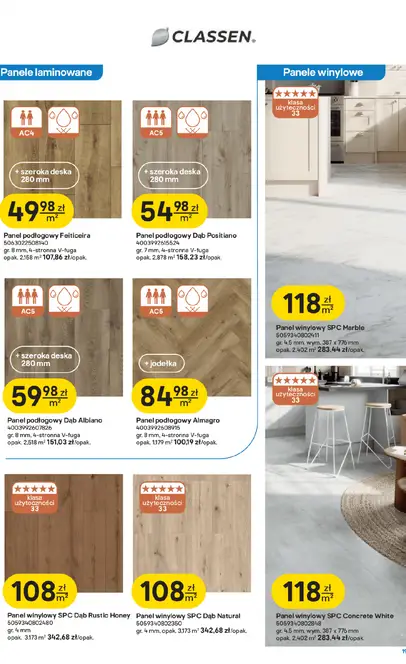 CLASSEN®
Panele laminowane
AC4
+ szeroka deska
280 mm
49 98 zł
m²
Panel podłogowy Feiticeira
5063022508140
gr. 8 mm, 4-stronna V-fuga
opak. 2.158 m² 107,86 zł/opak.
AC5
+ szeroka deska
280 mm
54 98 zł
m²
Panel podłogowy Dąb Positiano
4003992615524
gr. 7 mm, 4-stronna V-fuga
opak. 2,878 m² 158,23 zł/opak.
AC5
+ szeroka deska
280 mm
59 98 zł
m²
Panel podłogowy Dąb Albiano
4003992607826
gr. 8 mm, 4-stronna V-fuga
opak. 2.518 m² 151,03 zł/opak.
AC5
+ jodełka
84 98 zł
m²
Panel podłogowy Almagro
4003992608915
gr. 8 mm, 4-stronna V-fuga
opak. 1.179 m² 100,19 zł/opak.
klasa
użyteczności
33
108 zł
m²
Panel winylowy SPC Dąb Rustic Honey
5059340802480
gr. 4 mm
opak. 3,173 m² 342,68 zł/opak.
klasa
użyteczności
33
108 zł
m²
Panel winylowy SPC Dąb Natural
5059340802350
gr. 4 mm, opak. 3,173 m² 342,68 zł/opak.
Panele winylowe
klasa
użyteczności
33
118 zł
m²
Panel winylowy SPC Marble
5059340802411
gr. 4.5 mm, wym. 387 x 776 mm
opak. 2,402 m² 283,44 zł/opak.
klasa
użyteczności
33
118 zł
m²
Panel winylowy SPC Concrete White
gr. 4.5 mm, wym. 387 x 776 mm
opak. 2,402 m² 283,44 zł/opak.